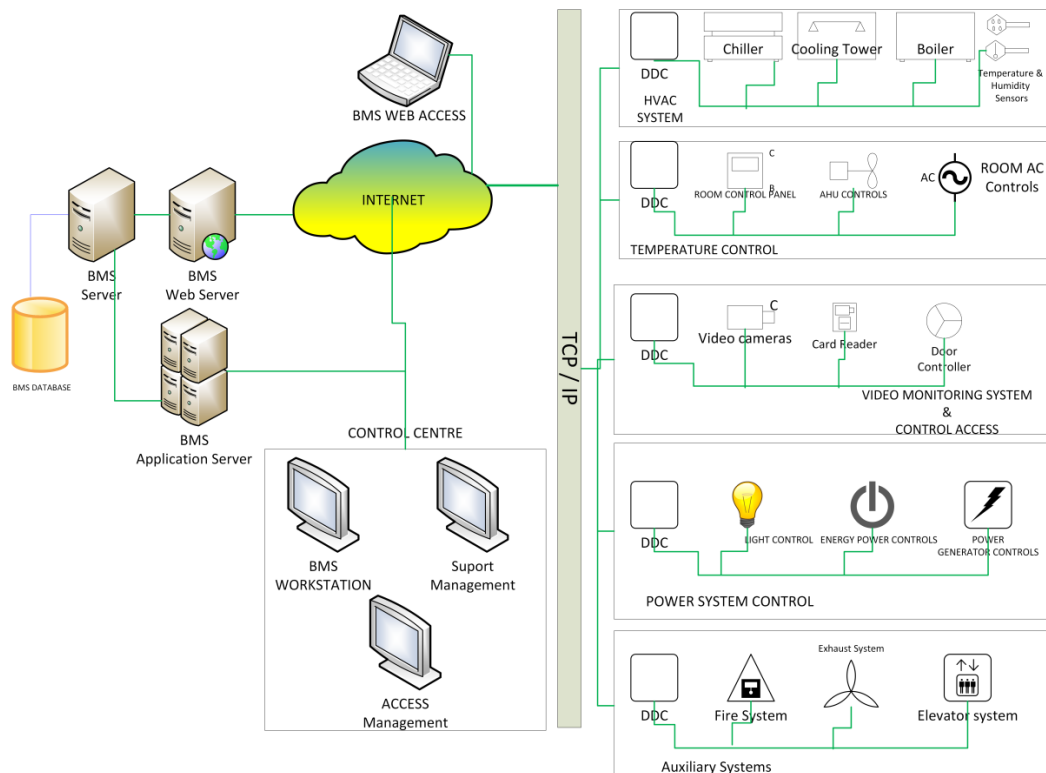 BMS WEB ACCESS
INTERNET
BMS
Server
BMS
Web Server
BMS DATABASE
BMS
Application Server
CONTROL CENTRE
BMS
WORKSTATION
Suport
Management
ACCESS
Management
TCP / IP
DDC
Chiller
Cooling Tower
Boiler
Temperature &
Humidity
Sensors
HVAC
SYSTEM
DDC
C
B
ROOM CONTROL PANEL
AHU CONTROLS
AC
ROOM AC
Controls
TEMPERATURE CONTROL
DDC
C
Video cameras
Card Reader
Door
Controller
VIDEO MONITORING SYSTEM
&
CONTROL ACCESS
DDC
LIGHT CONTROL
ENERGY POWER CONTROLS
POWER
GENERATOR CONTROLS
POWER SYSTEM CONTROL
DDC
Fire System
Exhaust System
Elevator system
Auxiliary Systems